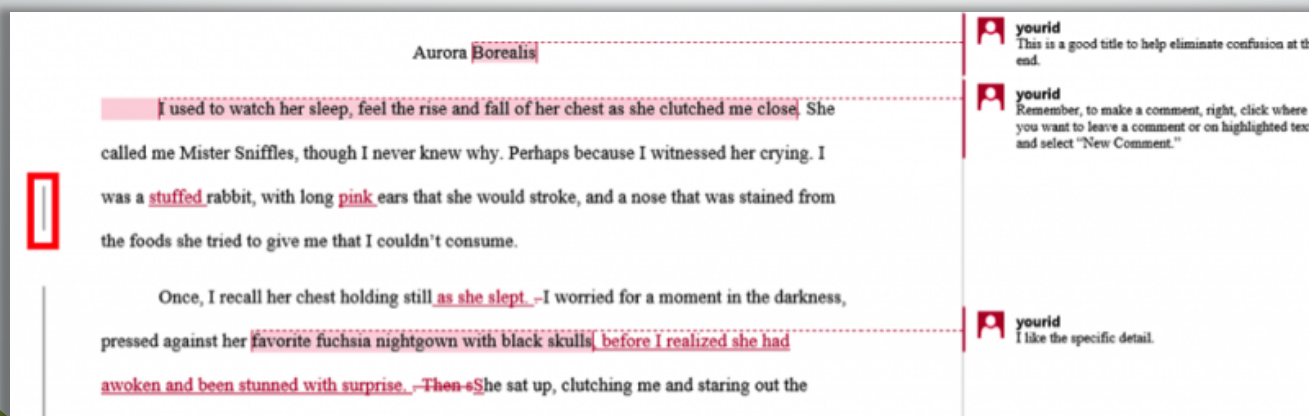 Aurora Borealis
I used to watch her sleep, feel the rise and fall of her chest as she clutched me close. She
called me Mister Sniffles, though I never knew why. Perhaps because I witnessed her crying. I
was a stuffed rabbit, with long pink ears that she would stroke, and a nose that was stained from
the foods she tried to give me that I couldn't consume.
Once, I recall her chest holding still as she slept. I worried for a moment in the darkness,
pressed against her favorite fuchsia nightgown with black skulls, before I realized she had
awoken and been stunned with surprise. Then sShe sat up, clutching me and staring out the
yourid
This is a good title to help eliminate confusion at th
end.
yourid
Remember, to make a comment, right, click where
you want to leave a comment or on highlighted tex
and select "New Comment."
yourid
I like the specific detail.